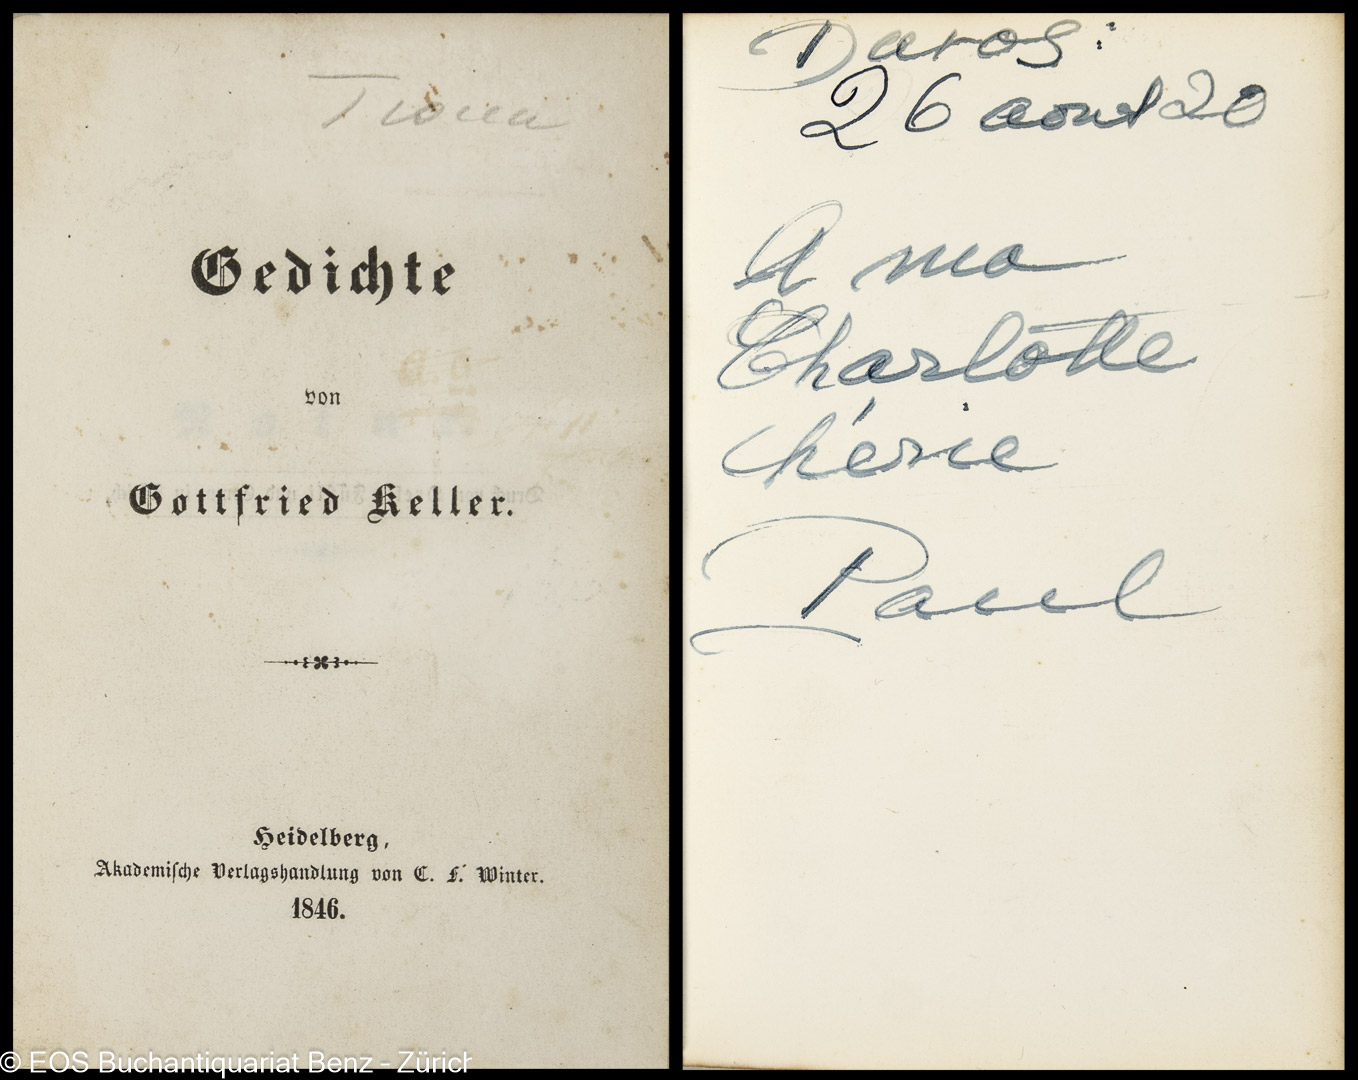 Gedichte
von
Gottfried Keller.
Heidelberg,
Akademische Verlagshandlung von C. F. Winter.
1846.
Davos:
26 aout 20
A ma
Charlotte
chérie
Paul
© EOS Buchantiquariat Benz - Zürich